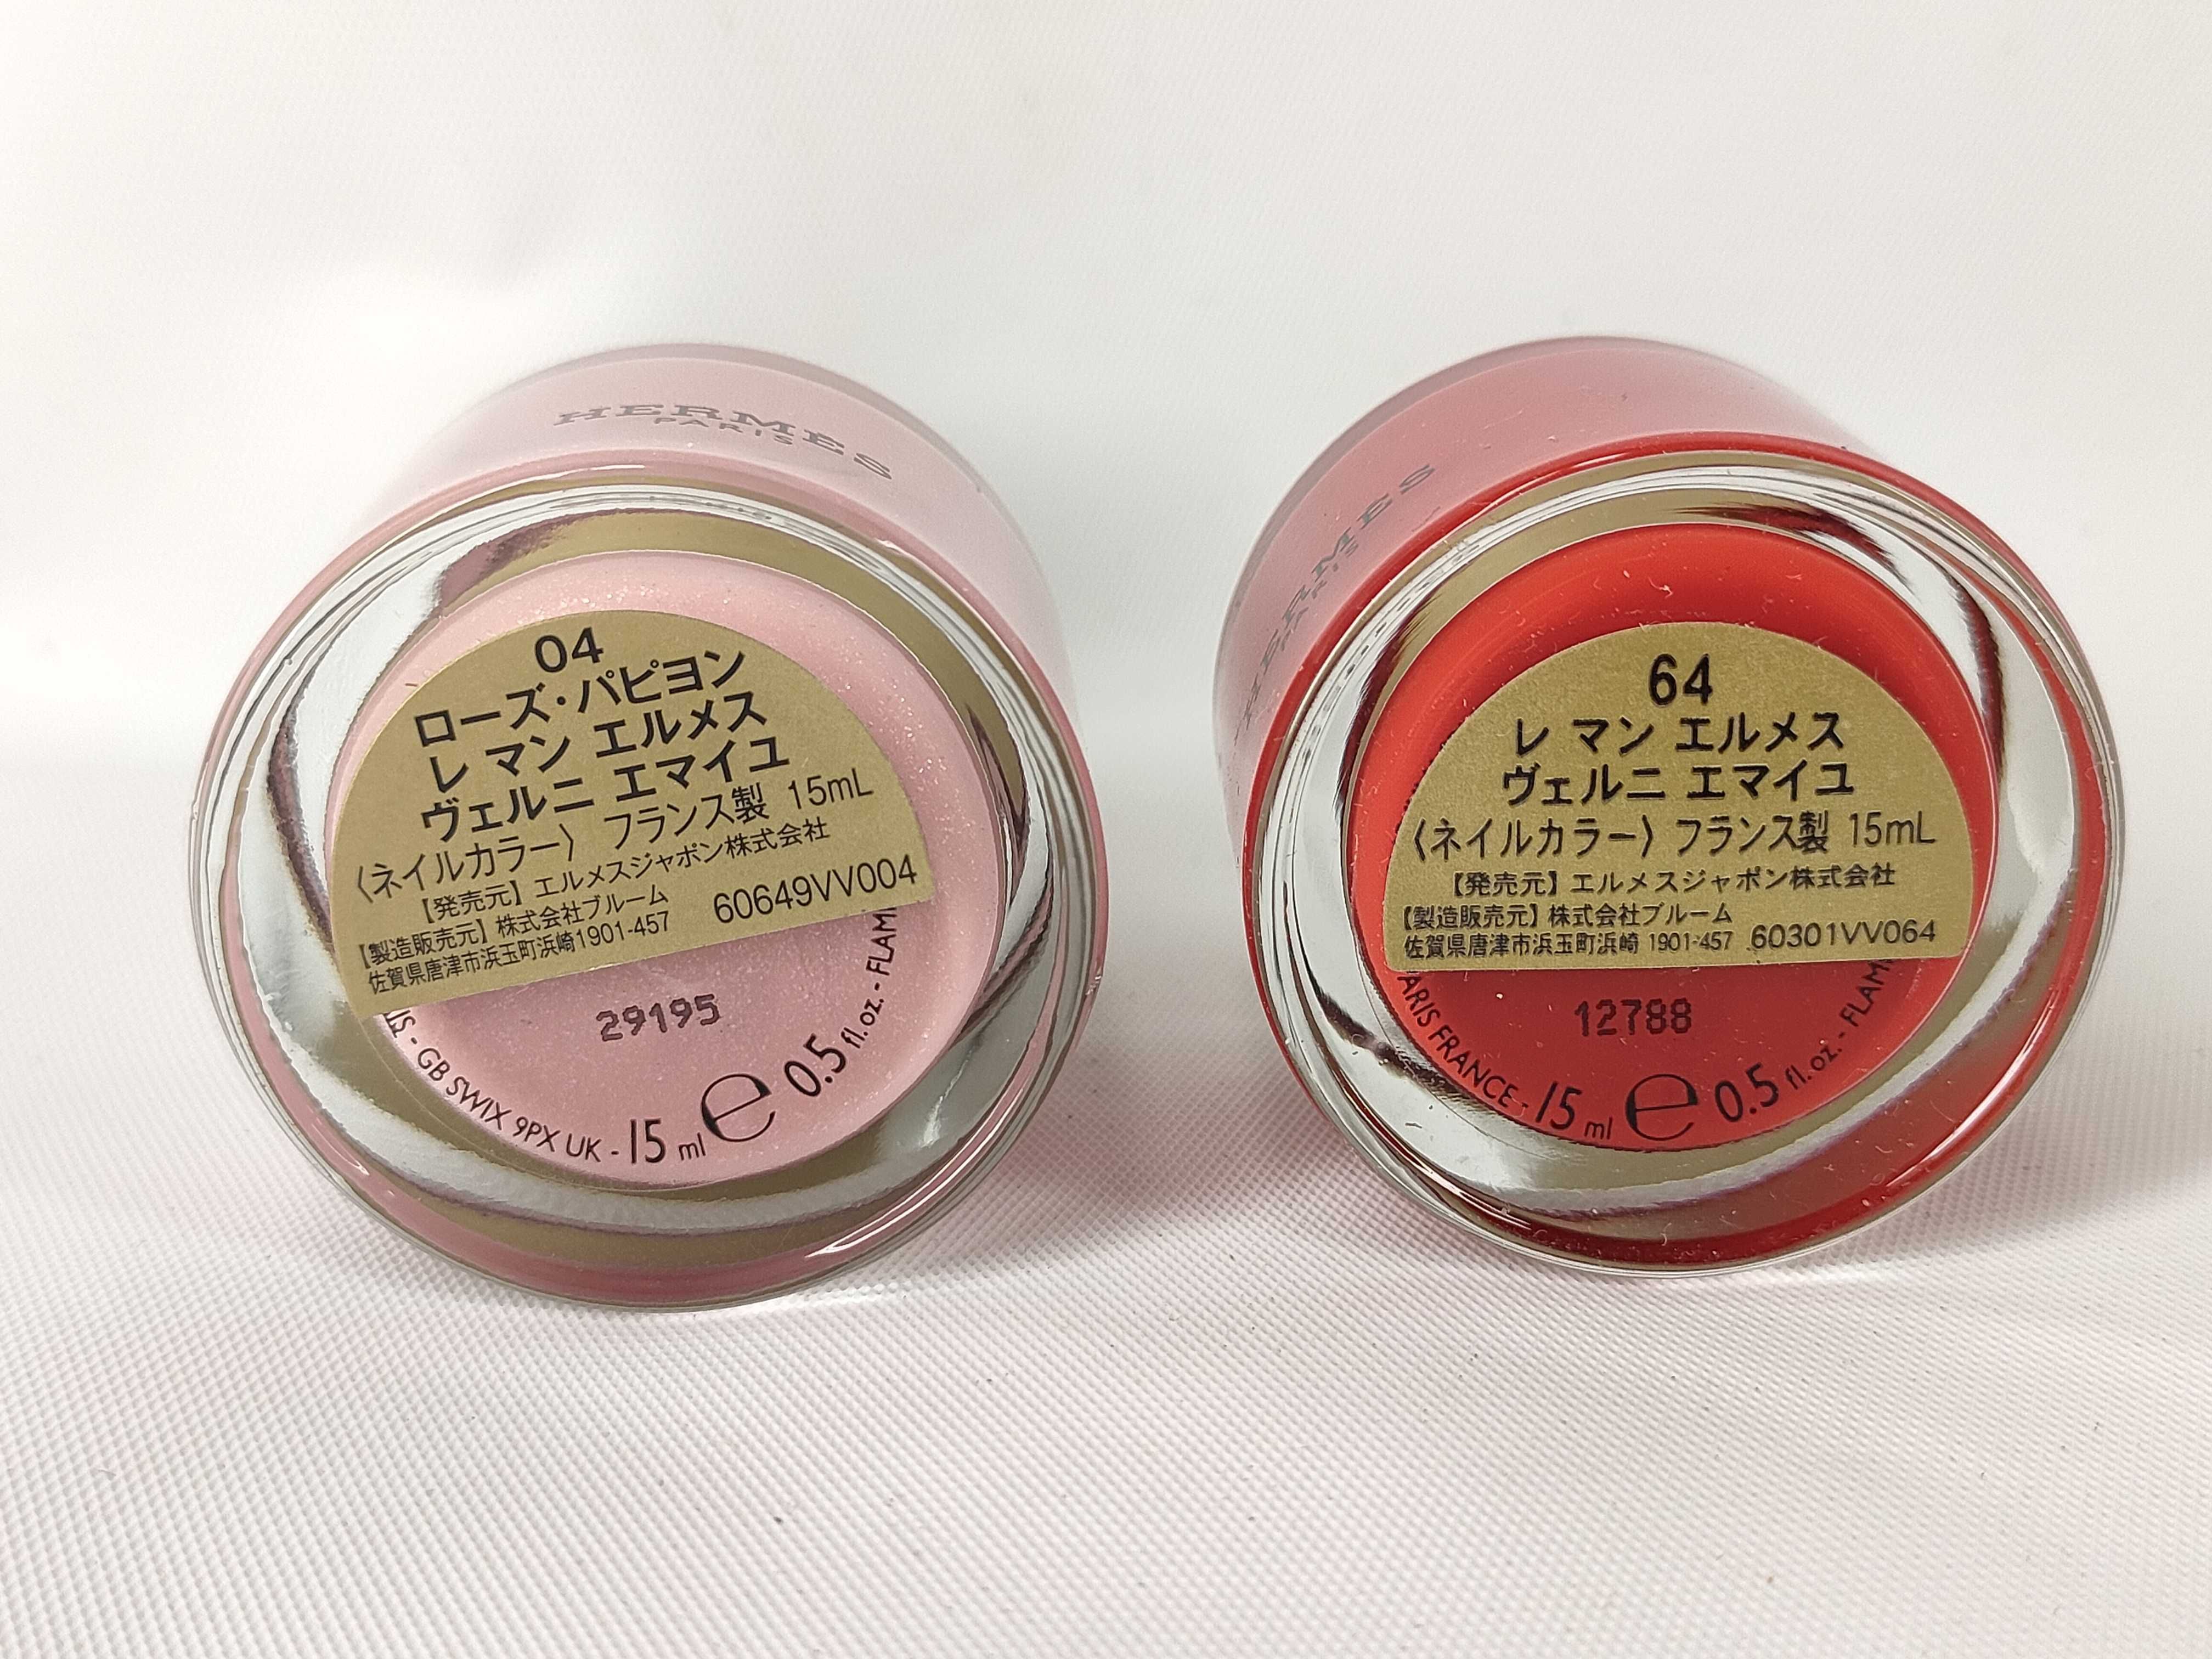 HERMÈS
PARIS
04
ローズ・パピヨン
レ マン エルメス
ヴェルニ エマイユ
〈ネイルカラー〉 フランス製 15mL
【発売元】エルメスジャポン株式会社
【製造販売元】株式会社ブルーム 60649VV004
佐賀県唐津市浜玉町浜崎1901-457
29195
- GB SW1X 9PX UK - 15 ml ℮ 0.5 fl.oz. - FLAM
HERMÈS
PARIS
64
レ マン エルメス
ヴェルニ エマイユ
〈ネイルカラー〉 フランス製 15mL
【発売元】エルメスジャポン株式会社
【製造販売元】株式会社ブルーム
佐賀県唐津市浜玉町浜崎 1901-457 60301VV064
12788
PARIS FRANCE - 15 ml ℮ 0.5 fl.oz. - FLAM